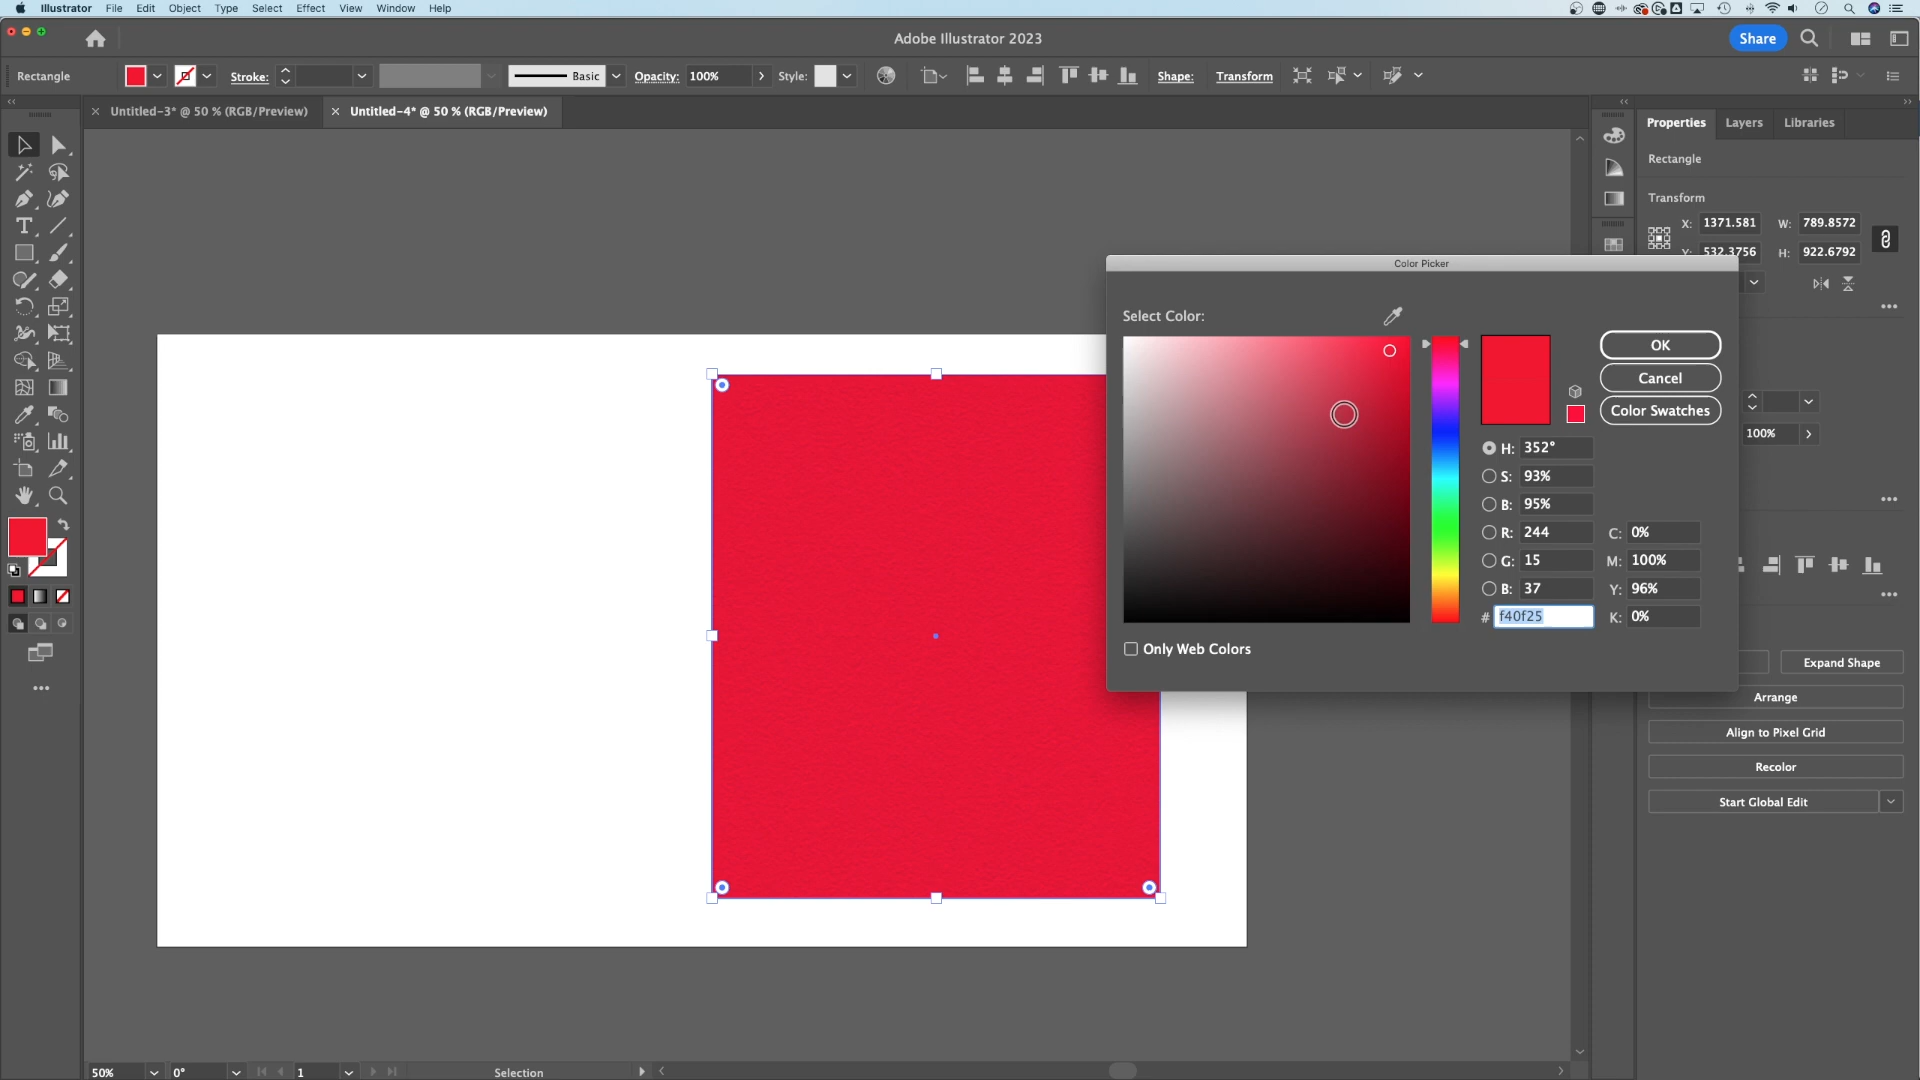 Illustrator File Edit Object Type Select Effect View Window Help
Adobe Illustrator 2023
Share
Rectangle
Stroke:
Basic
Opacity: 100%
Style:
Shape:
Transform
Untitled-3* @ 50 % (RGB/Preview)
Untitled-4* @ 50 % (RGB/Preview)
Properties Layers Libraries
Rectangle
Transform
X: 1371.581 W: 789.8572
Y: 532.3756 H: 922.6792
Color Picker
Select Color:
OK
Cancel
Color Swatches
H: 352°
S: 93%
B: 95%
R: 244
G: 15
B: 37
# f40f25
C: 0%
M: 100%
Y: 96%
K: 0%
Only Web Colors
100%
Expand Shape
Arrange
Align to Pixel Grid
Recolor
Start Global Edit
50% 0° 1 Selection